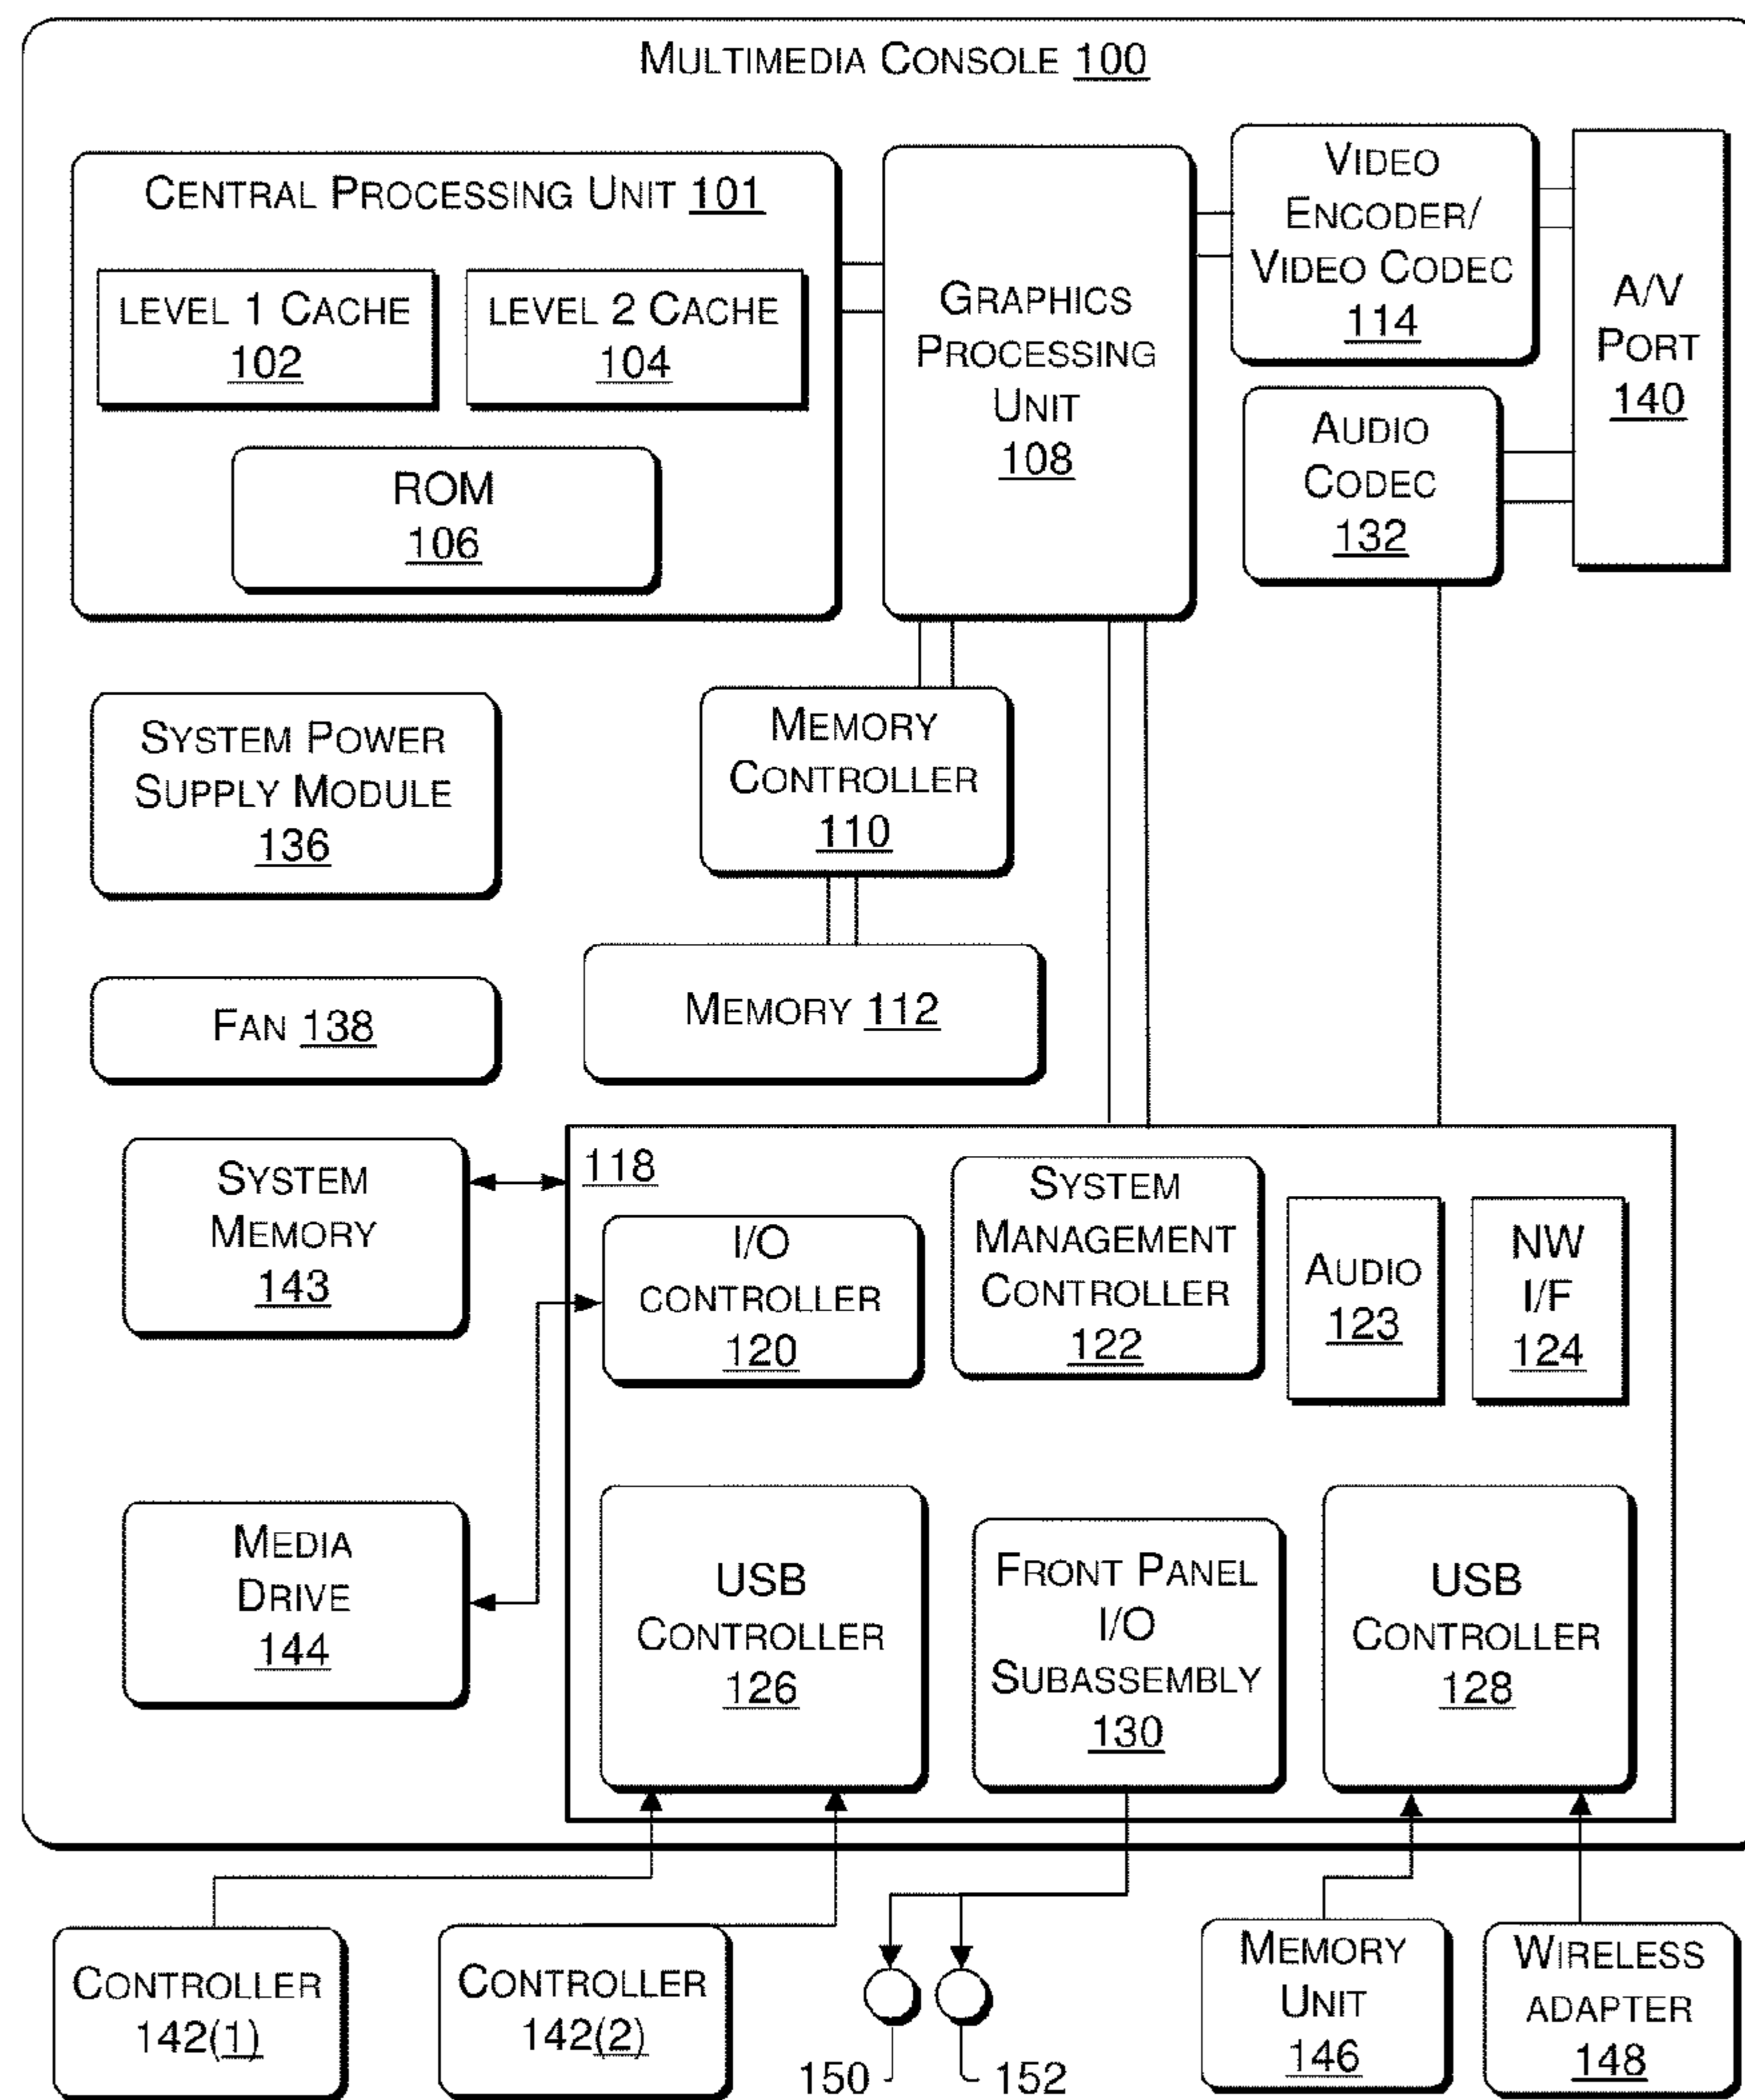 MULTIMEDIA CONSOLE 100
CENTRAL PROCESSING UNIT 101
LEVEL 1 CACHE
102
LEVEL 2 CACHE
104
ROM
106
GRAPHICS
PROCESSING
UNIT
108
VIDEO
ENCODER/
VIDEO CODEC
114
A/V
PORT
140
AUDIO
CODEC
132
SYSTEM POWER
SUPPLY MODULE
136
MEMORY
CONTROLLER
110
FAN 138
MEMORY 112
SYSTEM
MEMORY
143
118
I/O
CONTROLLER
120
SYSTEM
MANAGEMENT
CONTROLLER
122
AUDIO
123
NW
I/F
124
MEDIA
DRIVE
144
USB
CONTROLLER
126
FRONT PANEL
I/O
SUBASSEMBLY
130
USB
CONTROLLER
128
CONTROLLER
142(1)
CONTROLLER
142(2)
150
152
MEMORY
UNIT
146
WIRELESS
ADAPTER
148